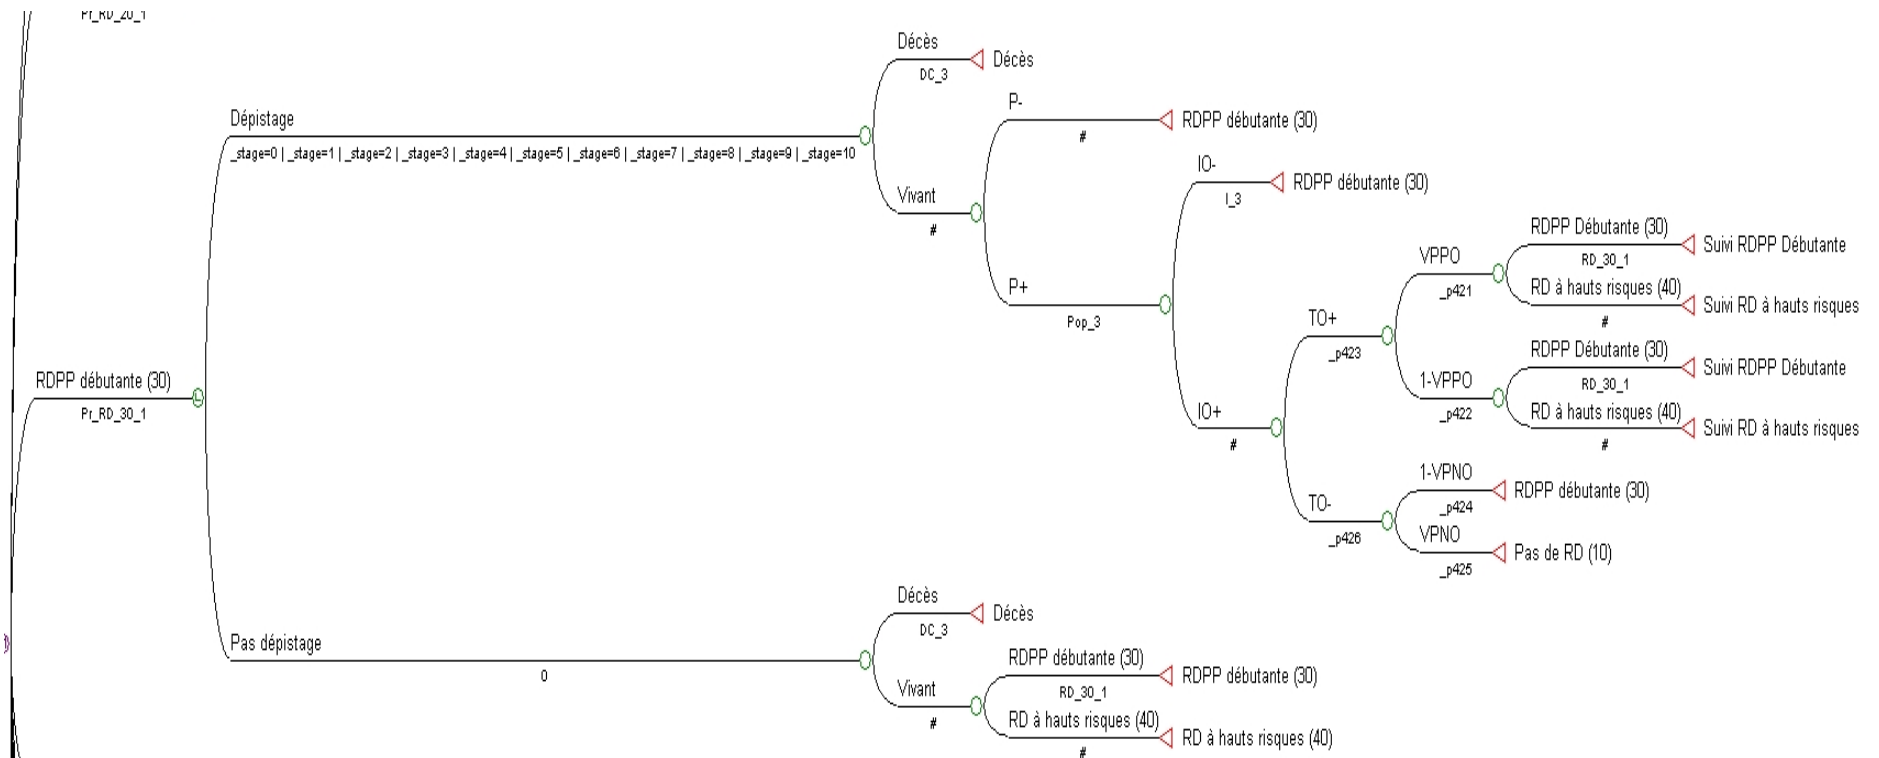 Pr_RD_20_1
Décès
DC_3
Décès
P-
#
RDPP débutante (30)
Dépistage
_stage=0 | _stage=1 | _stage=2 | _stage=3 | _stage=4 | _stage=5 | _stage=6 | _stage=7 | _stage=8 | _stage=9 | _stage=10
IO-
I_3
RDPP débutante (30)
Vivant
#
RDPP Débutante (30)
RD_30_1
Suivi RDPP Débutante
VPPO
_p421
RD à hauts risques (40)
#
Suivi RD à hauts risques
P+
Pop_3
TO+
_p423
RDPP Débutante (30)
RD_30_1
Suivi RDPP Débutante
1-VPPO
_p422
RD à hauts risques (40)
#
Suivi RD à hauts risques
RDPP débutante (30)
Pr_RD_30_1
IO+
#
1-VPNO
_p424
RDPP débutante (30)
TO-
_p426
VPNO
_p425
Pas de RD (10)
Décès
DC_3
Décès
Pas dépistage
0
RDPP débutante (30)
RD_30_1
RDPP débutante (30)
Vivant
#
RD à hauts risques (40)
#
RD à hauts risques (40)